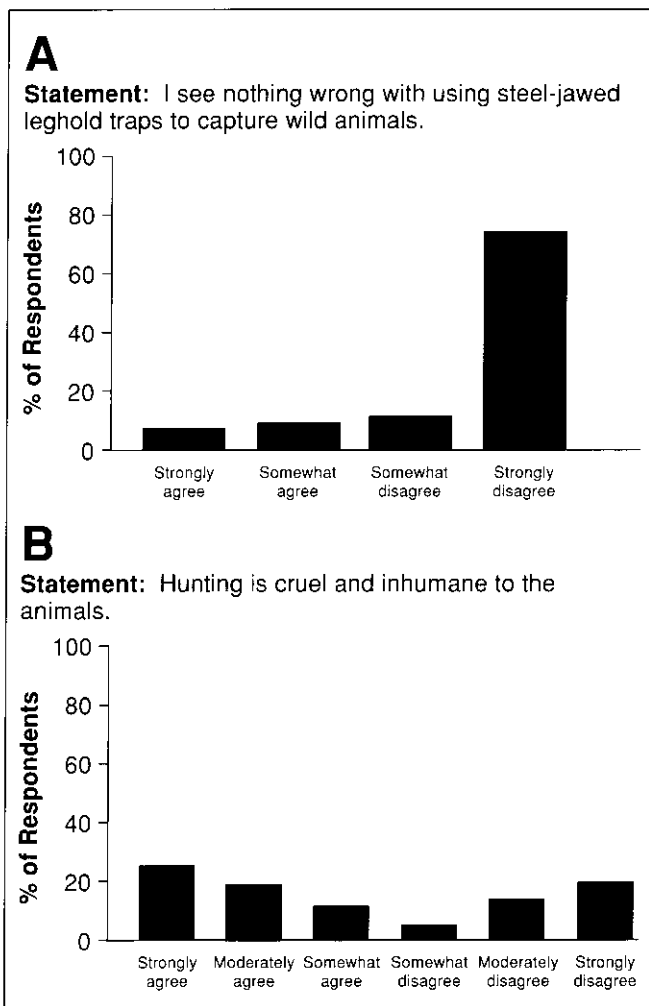 A
Statement: I see nothing wrong with using steel-jawed
leghold traps to capture wild animals.
% of Respondents
100
80
60
40
20
0
Strongly agree
Somewhat agree
Somewhat disagree
Strongly disagree
B
Statement: Hunting is cruel and inhumane to the
animals.
% of Respondents
100
80
60
40
20
0
Strongly agree
Moderately agree
Somewhat agree
Somewhat disagree
Moderately disagree
Strongly disagree